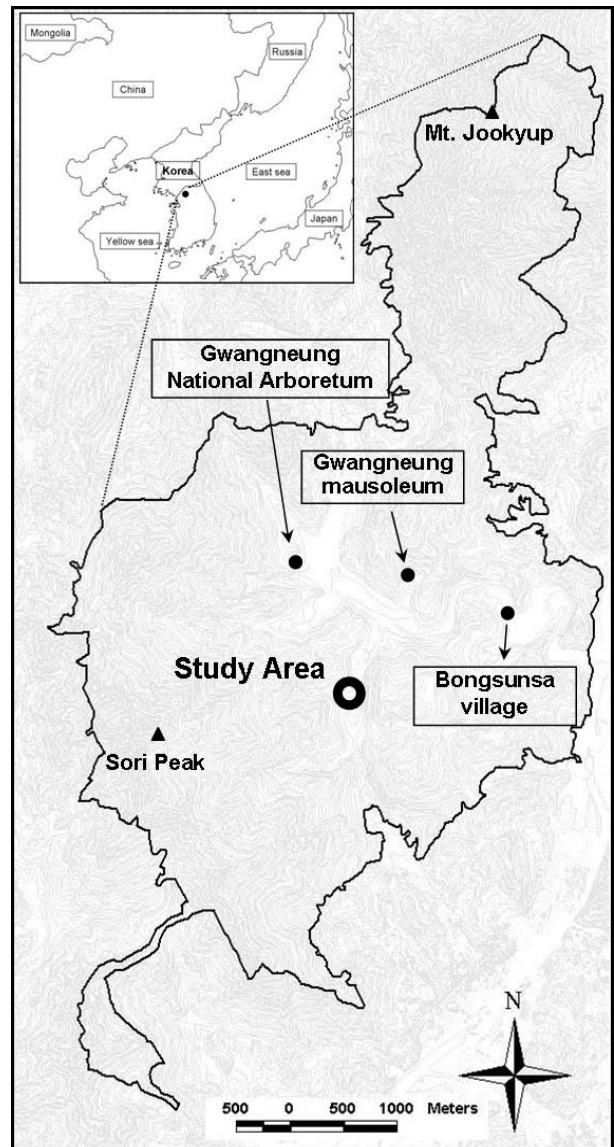 Mongolia
Russia
China
Korea
East sea
Japan
Yellow sea
Mt. Jookyup
Gwangneung
National Arboretum
Gwangneung
mausoleum
Study Area
Bongsunsa
village
Sori Peak
N
500 0 500 1000 Meters